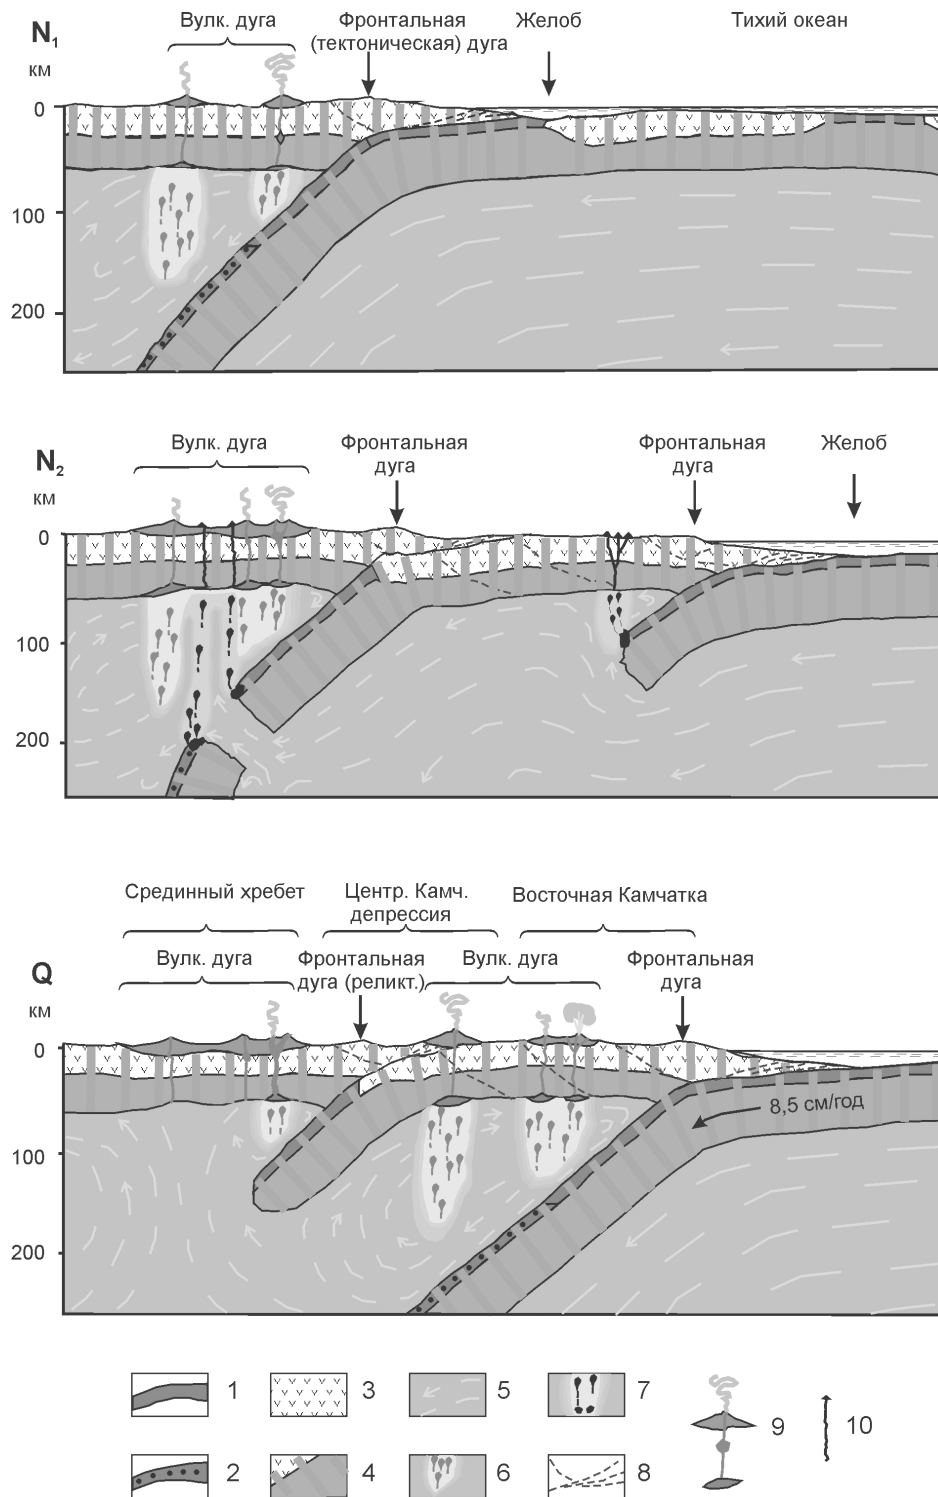 N1
км
Вулк. дуга
Фронтальная
(тектоническая) дуга
Желоб
Тихий океан
0
100
200
N2
км
Вулк. дуга
Фронтальная
дуга
Фронтальная
дуга
Желоб
0
100
200
Срединный хребет
Центр. Камч.
депрессия
Восточная Камчатка
Q
км
Вулк. дуга
Фронтальная
дуга (реликт.)
Вулк. дуга
Фронтальная
дуга
0
100
200
8,5 см/год
1
3
5
7
9
10
2
4
6
8